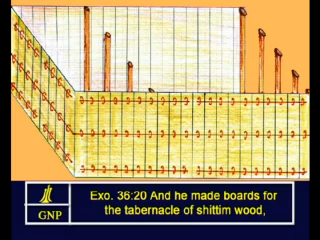 Exo. 36:20 And he made boards for
the tabernacle of shittim wood,
GNP